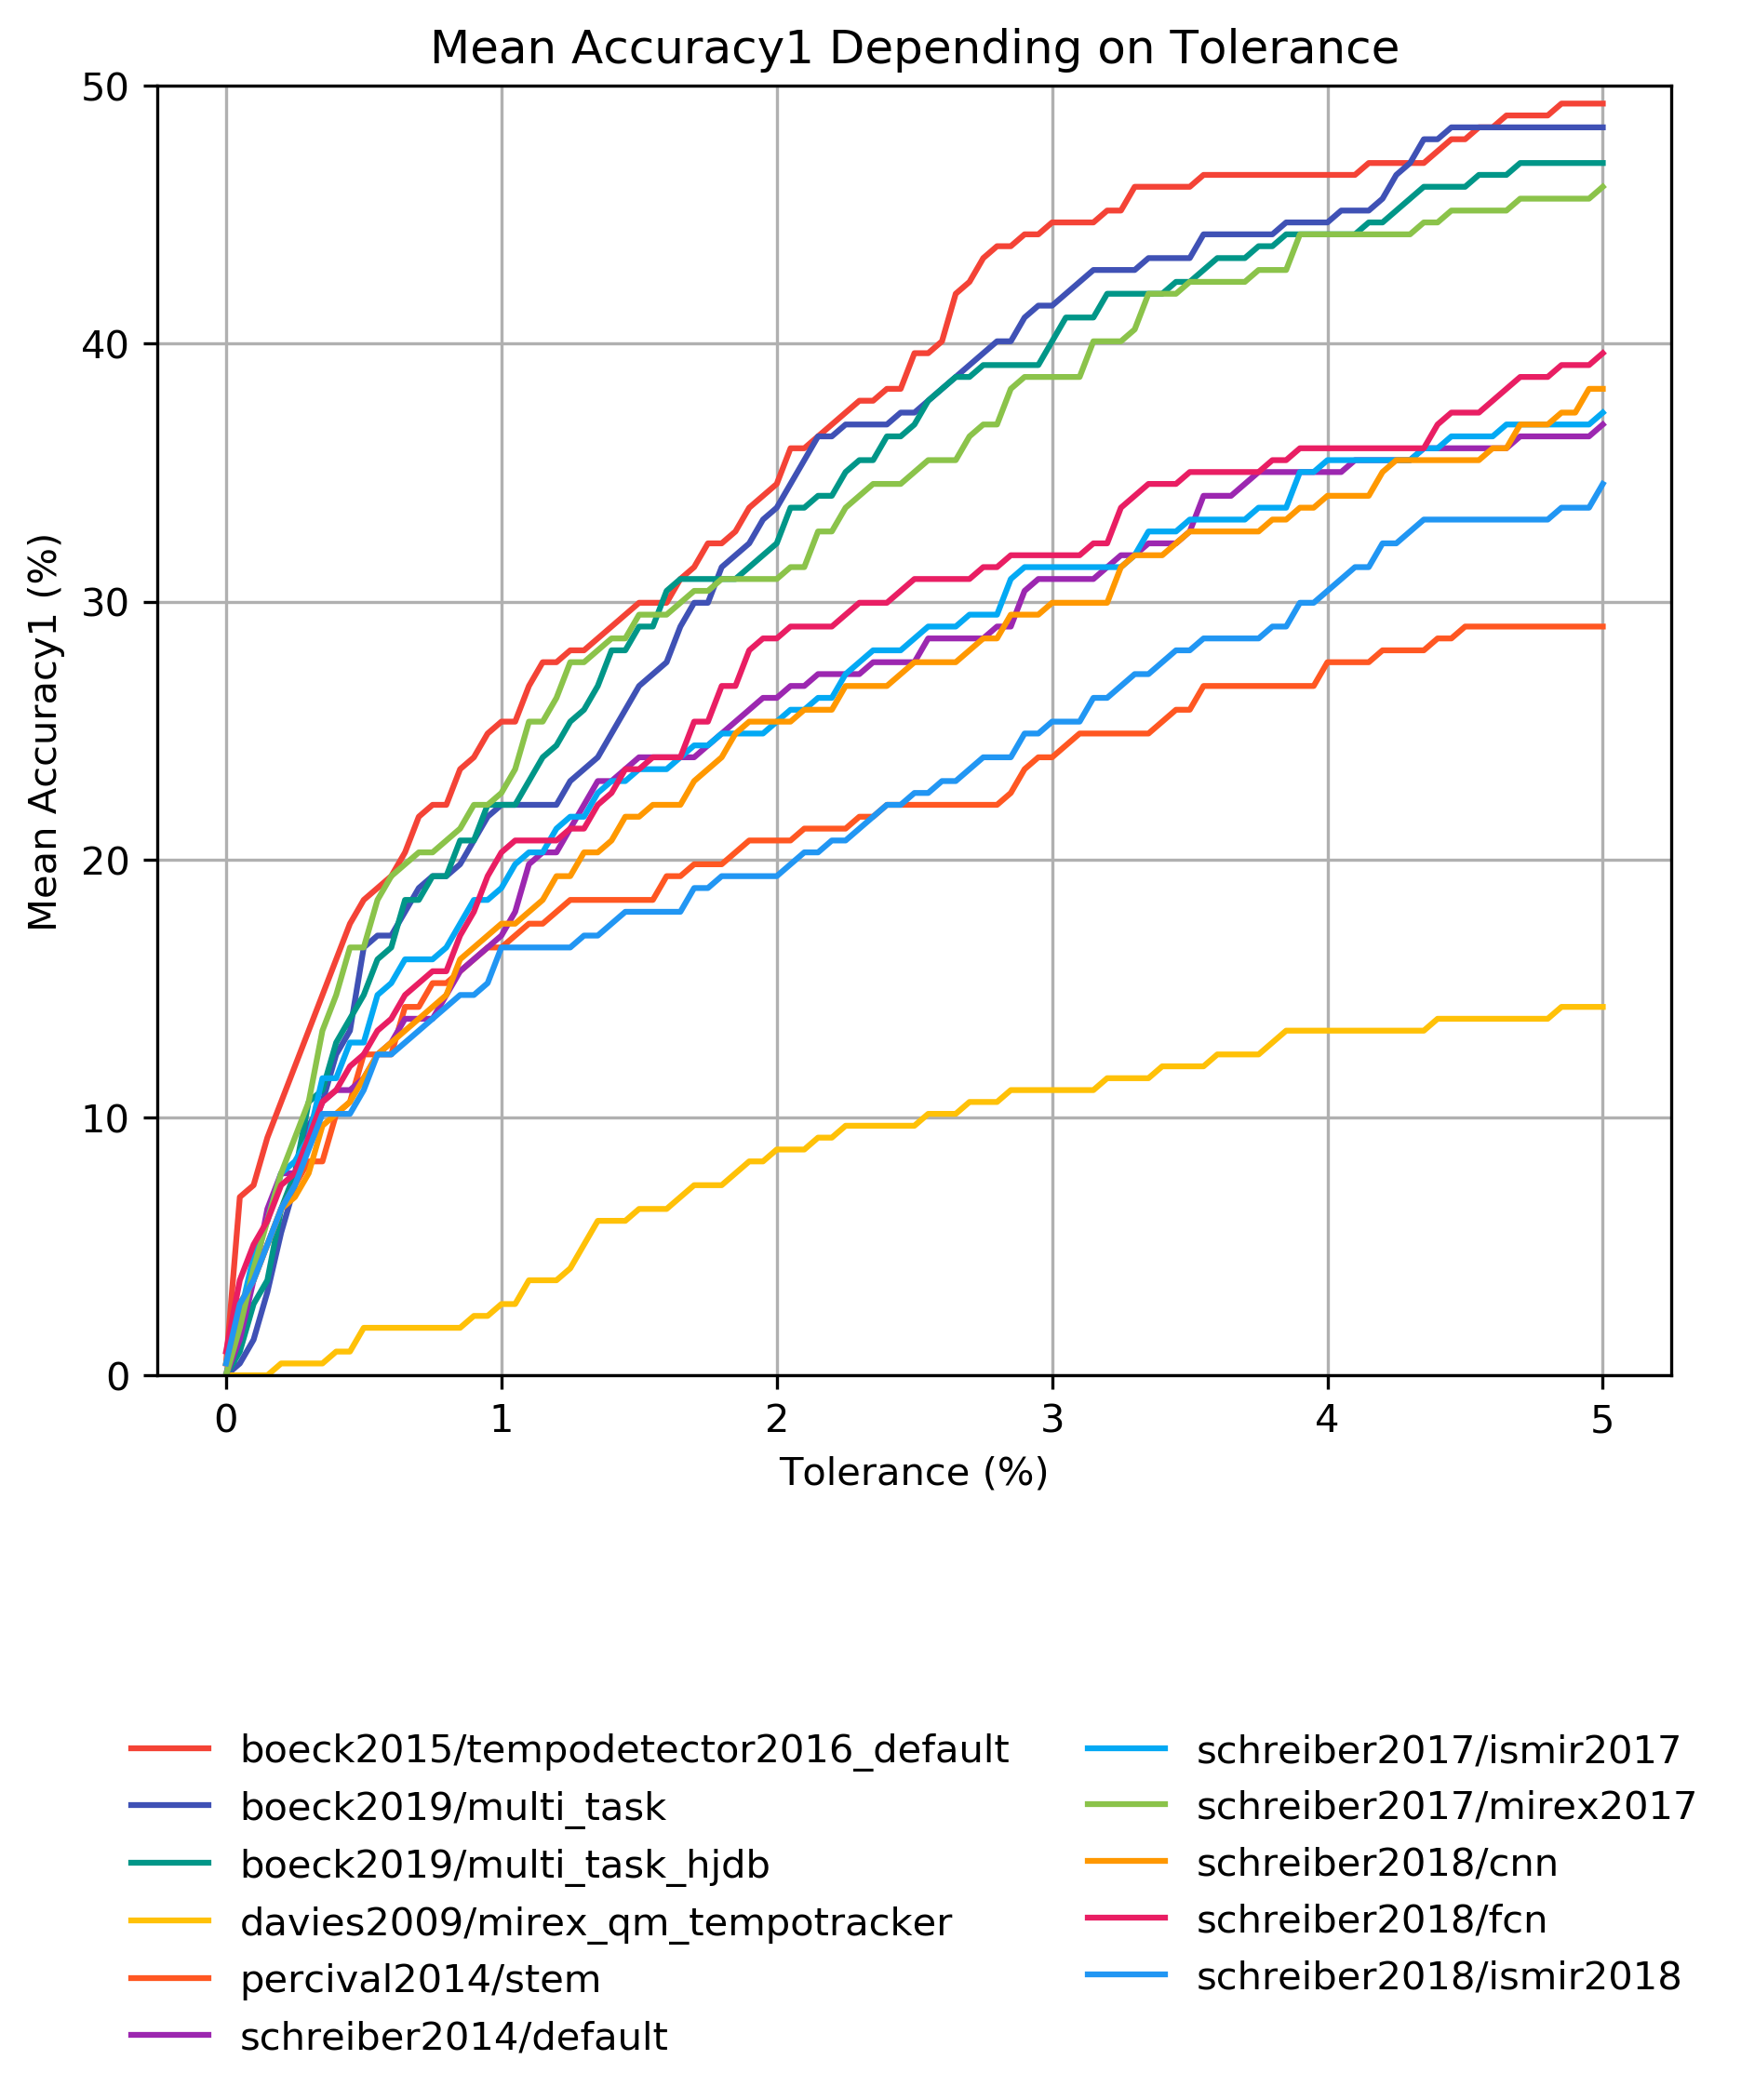 Mean Accuracy1 Depending on Tolerance
50
40
30
20
10
0
Mean Accuracy1 (%)
0 1 2 3 4 5
Tolerance (%)
boeck2015/tempodetector2016_default
boeck2019/multi_task
boeck2019/multi_task_hjdb
davies2009/mirex_qm_tempotracker
percival2014/stem
schreiber2014/default
schreiber2017/ismir2017
schreiber2017/mirex2017
schreiber2018/cnn
schreiber2018/fcn
schreiber2018/ismir2018